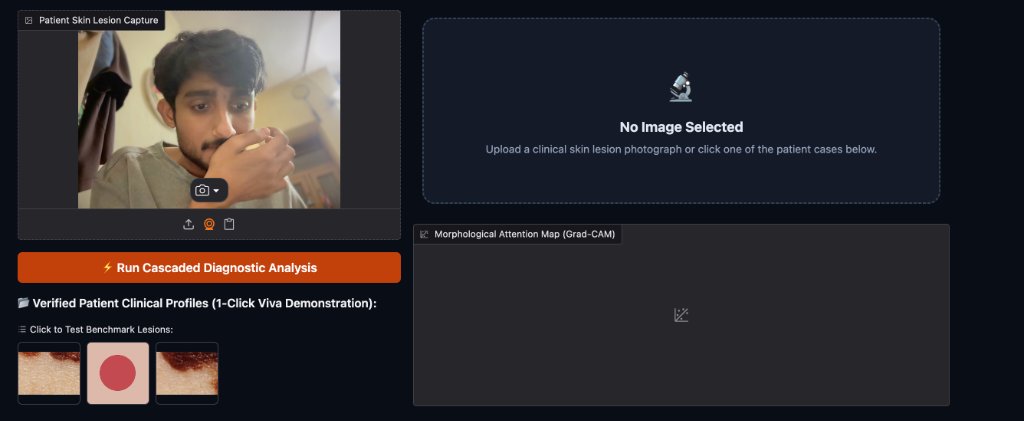 Patient Skin Lesion Capture
⚡ Run Cascaded Diagnostic Analysis
📂 Verified Patient Clinical Profiles (1-Click Viva Demonstration):
Click to Test Benchmark Lesions:
No Image Selected
Upload a clinical skin lesion photograph or click one of the patient cases below.
Morphological Attention Map (Grad-CAM)